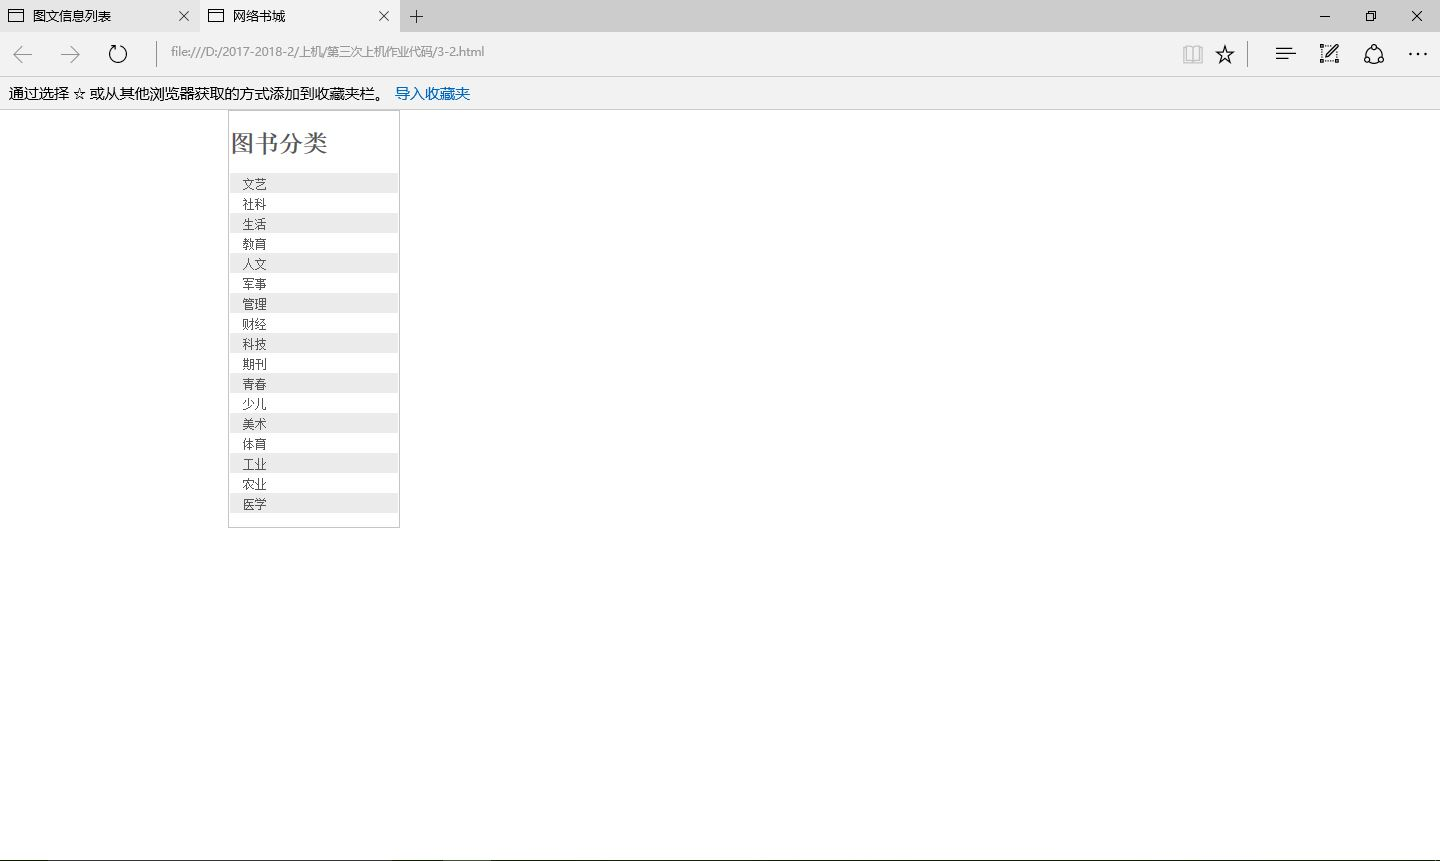 图文信息列表
网络书城
file:///D:/2017-2018-2/上机/第三次上机作业代码/3-2.html
通过选择 ☆ 或从其他浏览器获取的方式添加到收藏夹栏。 导入收藏夹
图书分类
文艺
社科
生活
教育
人文
军事
管理
财经
科技
期刊
青春
少儿
美术
体育
工业
农业
医学